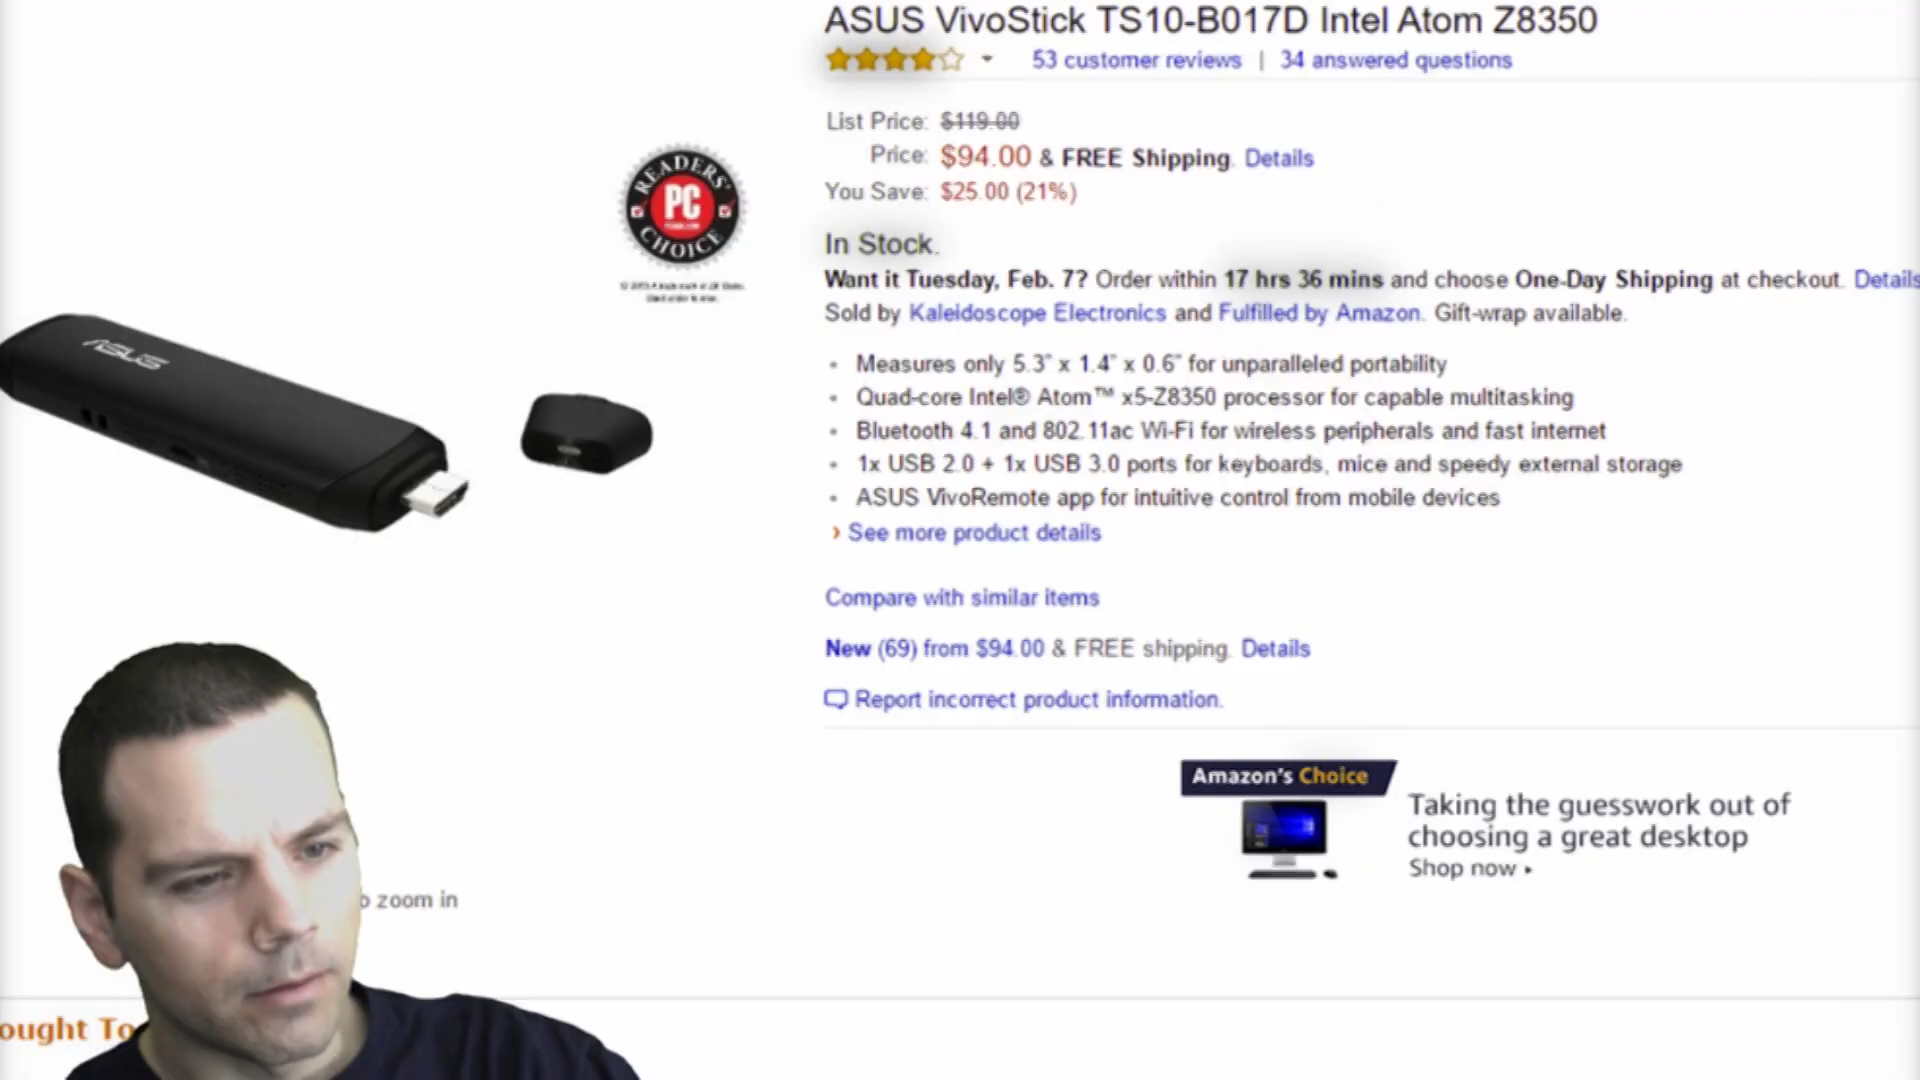 ASUS VivoStick TS10-B017D Intel Atom Z8350
53 customer reviews | 34 answered questions
List Price: $119.00
Price: $94.00 & FREE Shipping. Details
You Save: $25.00 (21%)
READERS'
PC
CHOICE
In Stock.
Want it Tuesday, Feb. 7? Order within 17 hrs 36 mins and choose One-Day Shipping at checkout. Details
Sold by Kaleidoscope Electronics and Fulfilled by Amazon. Gift-wrap available.
ASUS
• Measures only 5.3" x 1.4" x 0.6" for unparalleled portability
• Quad-core Intel® Atom™ x5-Z8350 processor for capable multitasking
• Bluetooth 4.1 and 802.11ac Wi-Fi for wireless peripherals and fast internet
• 1x USB 2.0 + 1x USB 3.0 ports for keyboards, mice and speedy external storage
• ASUS VivoRemote app for intuitive control from mobile devices
› See more product details
Compare with similar items
New (69) from $94.00 & FREE shipping. Details
Report incorrect product information.
Amazon's Choice
Taking the guesswork out of
choosing a great desktop
Shop now ▸
o zoom in
ought To